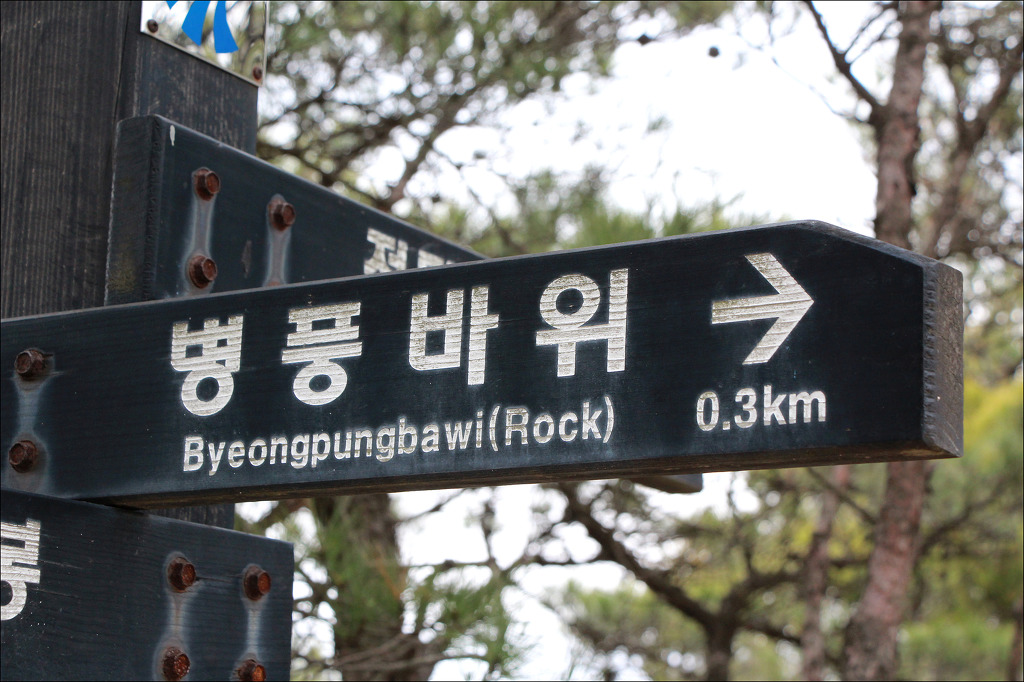 병풍바위 →
Byeongpungbawi(Rock) 0.3km